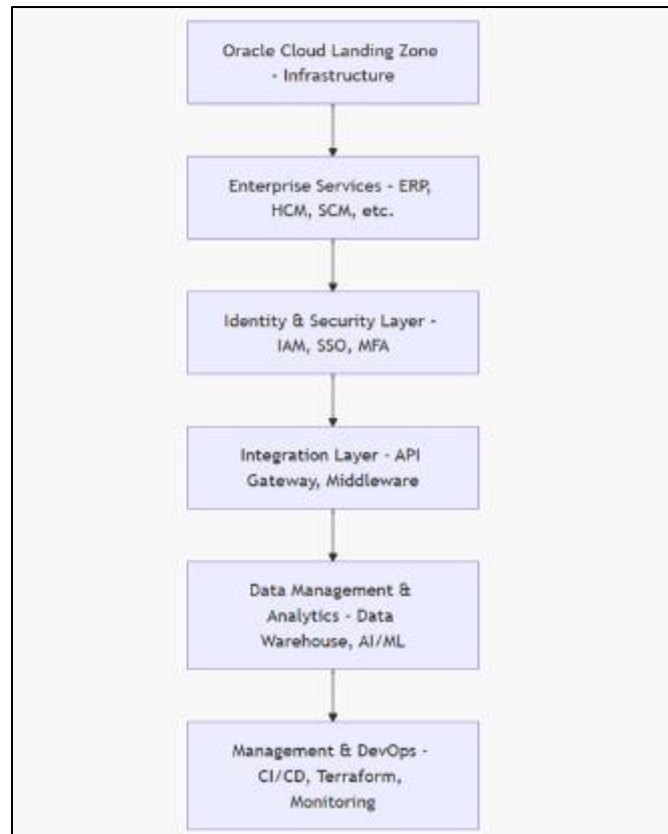 Oracle Cloud Landing Zone
- Infrastructure
Enterprise Services - ERP,
HCM, SCM, etc.
Identity & Security Layer -
IAM, SSO, MFA
Integration Layer - API
Gateway, Middleware
Data Management &
Analytics - Data
Warehouse, AI/ML
Management & DevOps -
CI/CD, Terraform,
Monitoring